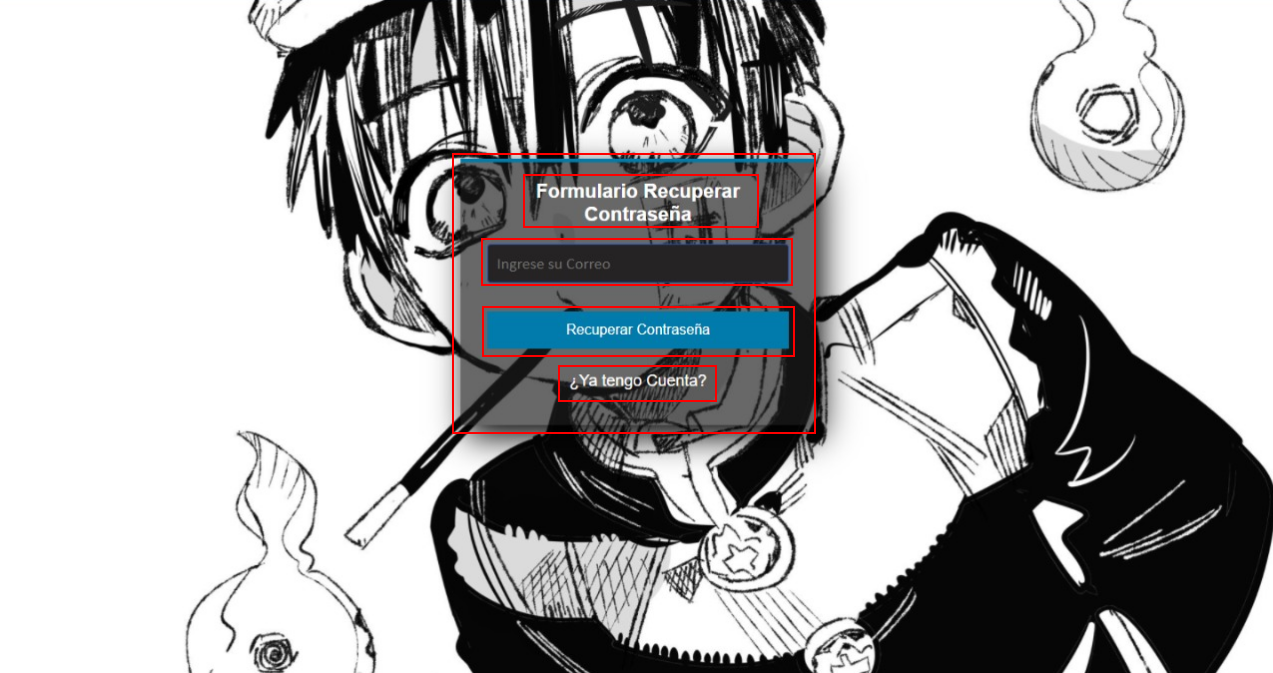 Formulario Recuperar
Contraseña
Ingrese su Correo
Recuperar Contraseña
¿Ya tengo Cuenta?